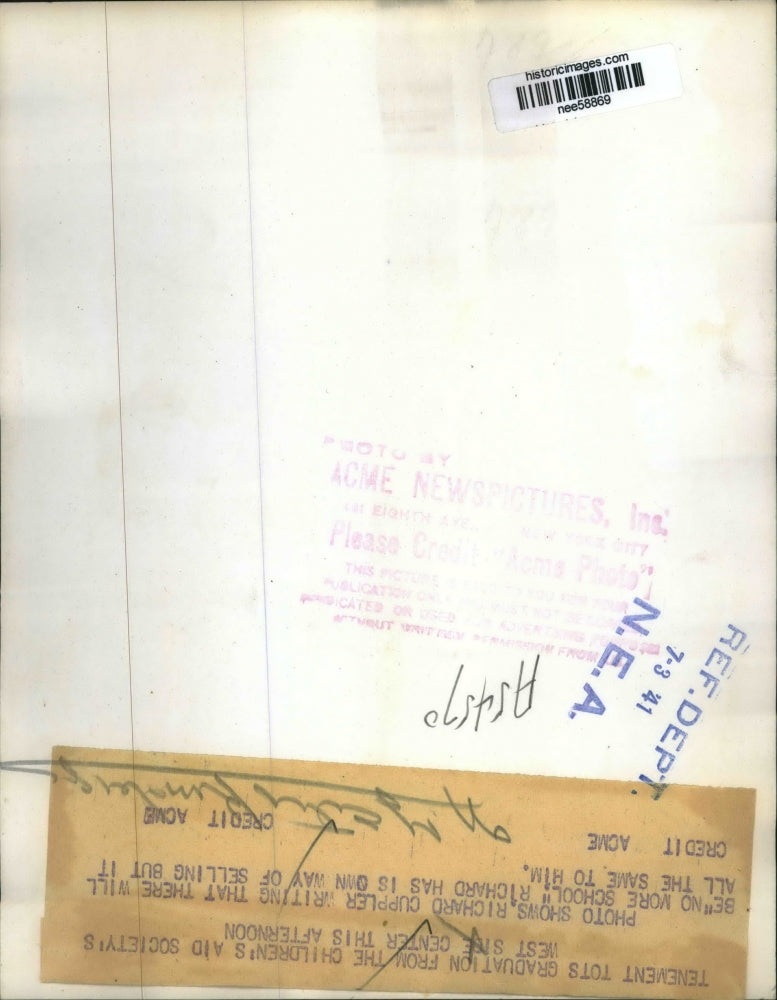 historicimages.com
nee58869
PHOTO BY
ACME NEWSPICTURES, Inc.
EIGHTH AVE., NEW YORK CITY
Please Credit "Acme Photo"
THIS PICTURE IS TO YOU FOR YOUR
PUBLICATION ONLY AND MUST NOT BE
OR USED FOR ADVERTISING
WITHOUT WRITTEN PERMISSION FROM
N.E.A.
7-3 '41
REF. DEPT.
TENEMENT TOTS GRADUATION FROM THE CHILDREN'S AID SOCIETY'S
WEST SIDE CENTER THIS AFTERNOON
PHOTO SHOWS RICHARD CUPPLER WRITING THAT THERE WILL
BE"NO MORE SCHOOL" RICHARD HAS IS OWN WAY OF SELLING BUT IT
ALL THE SAME TO HIM.
CREDIT ACME CREDIT ACME